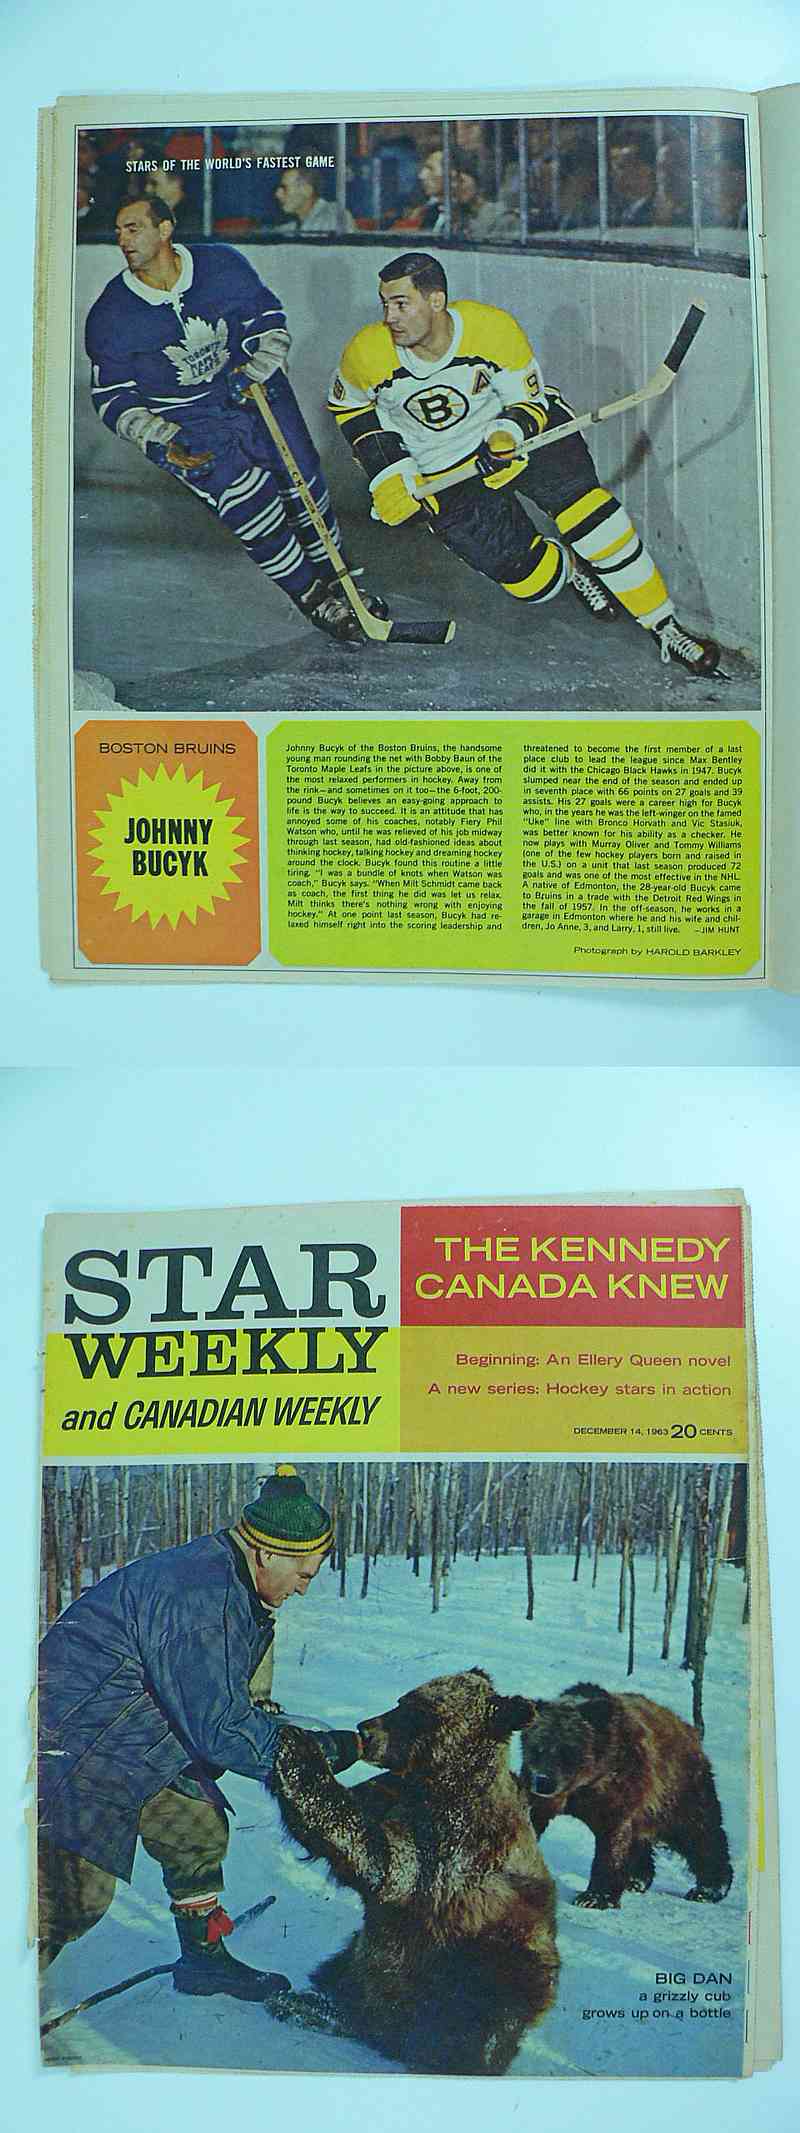 STARS OF THE WORLD'S FASTEST GAME
TORONTO
MAPLE
LEAFS
B
A
9
BOSTON BRUINS
JOHNNY
BUCYK
Johnny Bucyk of the Boston Bruins, the handsome
young man rounding the net with Bobby Baun of the
Toronto Maple Leafs in the picture above, is one of
the most relaxed performers in hockey. Away from
the rink—and sometimes on it too—the 6-foot, 200-
pound Bucyk believes an easy-going approach to
life is the way to succeed. It is an attitude that has
annoyed some of his coaches, notably Fiery Phil
Watson who, until he was relieved of his job midway
through last season, had old-fashioned ideas about
thinking hockey, talking hockey and dreaming hockey
around the clock. Bucyk found this routine a little
tiring. "I was a bundle of knots when Watson was
coach," Bucyk says. "When Milt Schmidt came back
as coach, the first thing he did was let us relax.
Milt thinks there's nothing wrong with enjoying
hockey." At one point last season, Bucyk had re-
laxed himself right into the scoring leadership and
threatened to become the first member of a last
place club to lead the league since Max Bentley
did it with the Chicago Black Hawks in 1947. Bucyk
slumped near the end of the season and ended up
in seventh place with 66 points on 27 goals and 39
assists. His 27 goals were a career high for Bucyk
who, in the years he was the left-winger on the famed
"Uke" line with Bronco Horvath and Vic Stasiuk,
was better known for his ability as a checker. He
now plays with Murray Oliver and Tommy Williams
(one of the few hockey players born and raised in
the U.S.) on a unit that last season produced 72
goals and was one of the most effective in the NHL.
A native of Edmonton, the 28-year-old Bucyk came
to Bruins in a trade with the Detroit Red Wings in
the fall of 1957. In the off-season, he works in a
garage in Edmonton where he and his wife and chil-
dren, Jo Anne, 3, and Larry, 1, still live. —JIM HUNT
Photograph by HAROLD BARKLEY
STAR
WEEKLY
and CANADIAN WEEKLY
THE KENNEDY
CANADA KNEW
Beginning: An Ellery Queen novel
A new series: Hockey stars in action
DECEMBER 14, 1963 20 CENTS
BIG DAN
a grizzly cub
grows up on a bottle